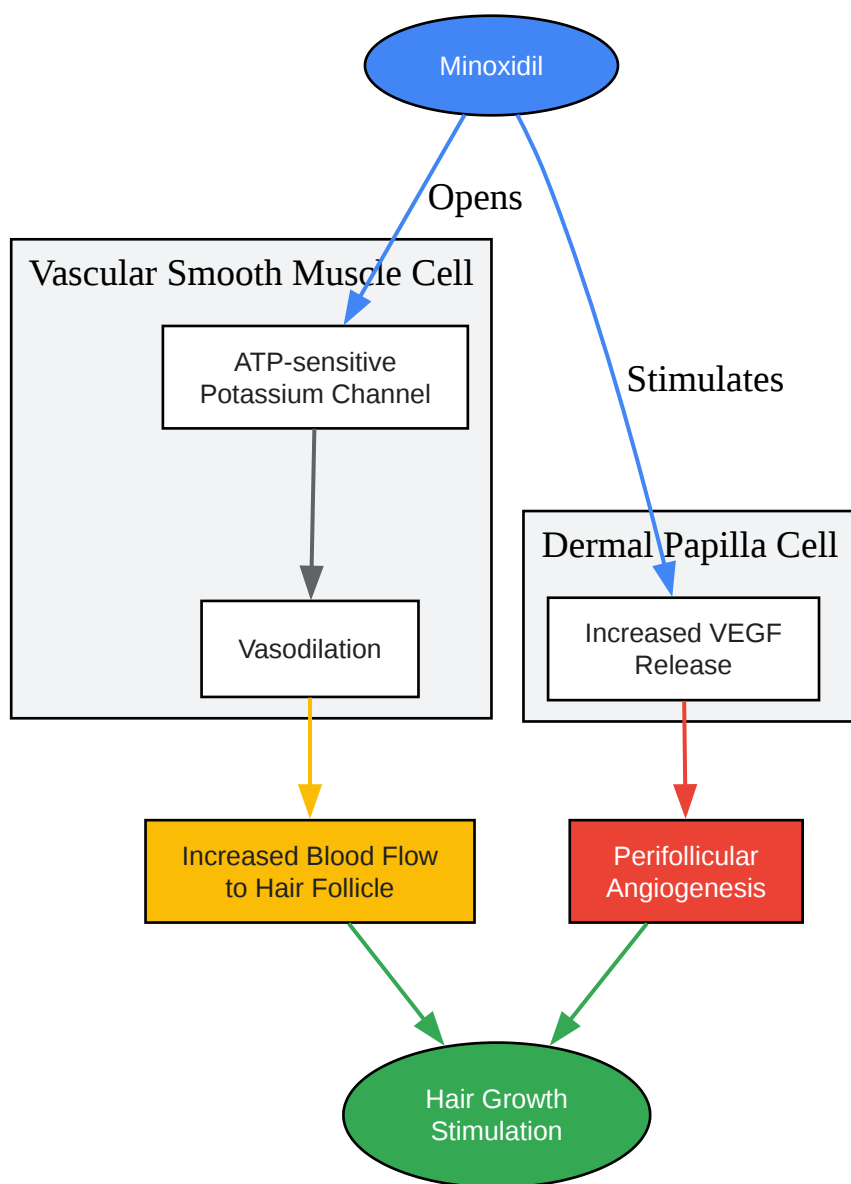 Minoxidil
Opens
Vascular Smooth Muscle Cell
ATP-sensitive
Potassium Channel
Stimulates
Dermal Papilla Cell
Vasodilation
Increased VEGF
Release
Increased Blood Flow
to Hair Follicle
Perifollicular
Angiogenesis
Hair Growth
Stimulation